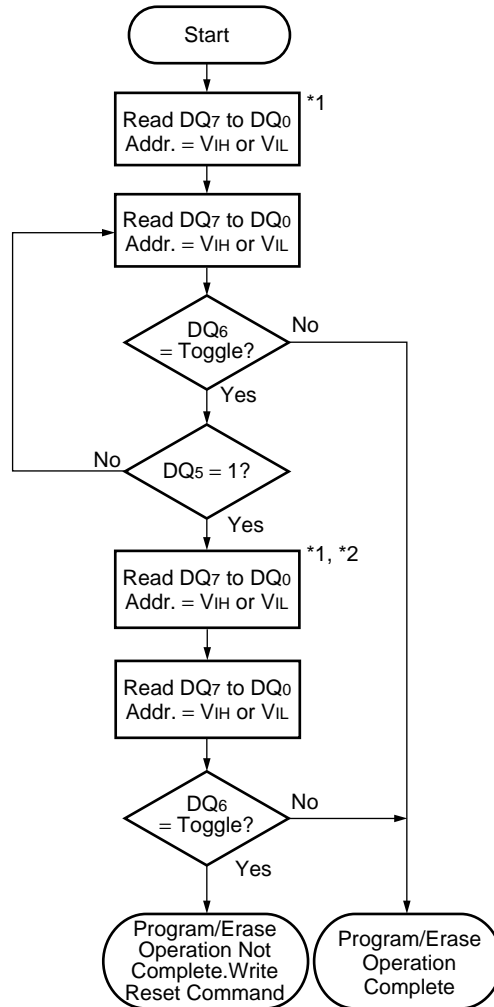 Start
*1
Read DQ7 to DQ0
Addr. = VIH or VIL
Read DQ7 to DQ0
Addr. = VIH or VIL
DQ6
= Toggle?
No
Yes
No
DQ5 = 1?
Yes
*1, *2
Read DQ7 to DQ0
Addr. = VIH or VIL
Read DQ7 to DQ0
Addr. = VIH or VIL
DQ6
= Toggle?
No
Yes
Program/Erase
Operation Not
Complete.Write
Reset Command
Program/Erase
Operation
Complete